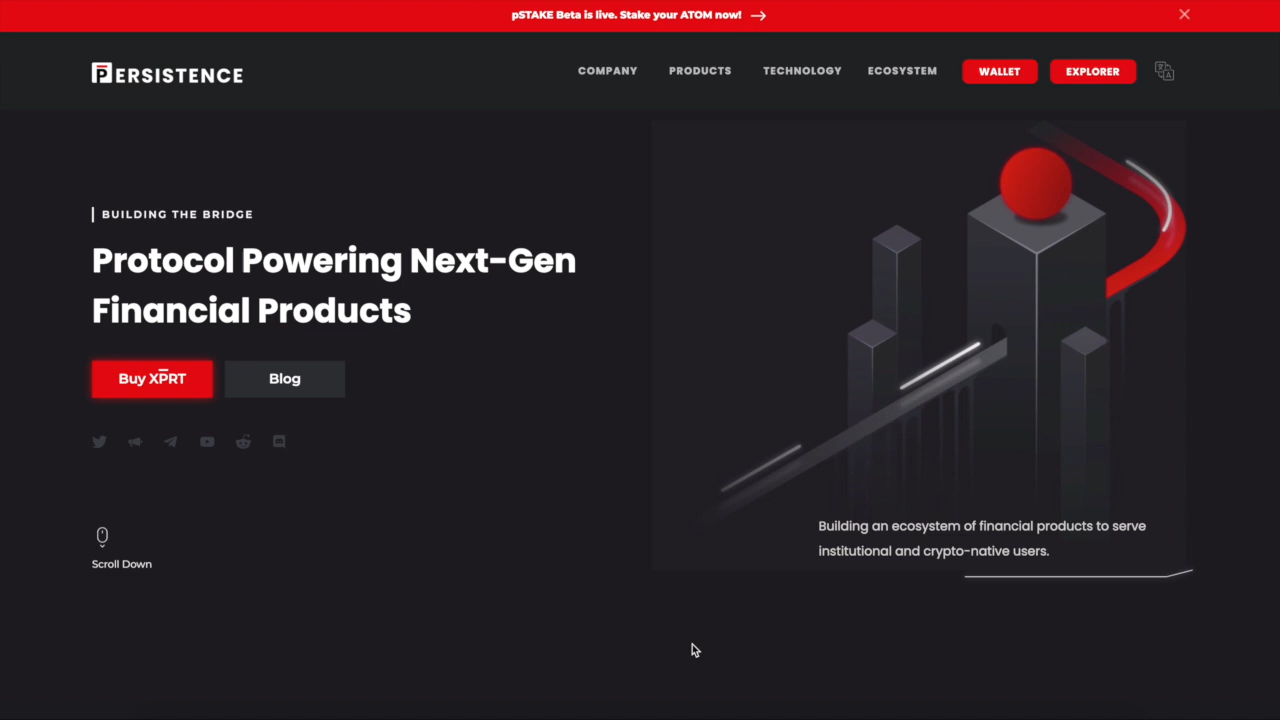 pSTAKE Beta is live. Stake your ATOM now!
PERSISTENCE
COMPANY
PRODUCTS
TECHNOLOGY
ECOSYSTEM
WALLET
EXPLORER
BUILDING THE BRIDGE
Protocol Powering Next-Gen
Financial Products
Buy XPRT
Blog
Scroll Down
Building an ecosystem of financial products to serve
institutional and crypto-native users.